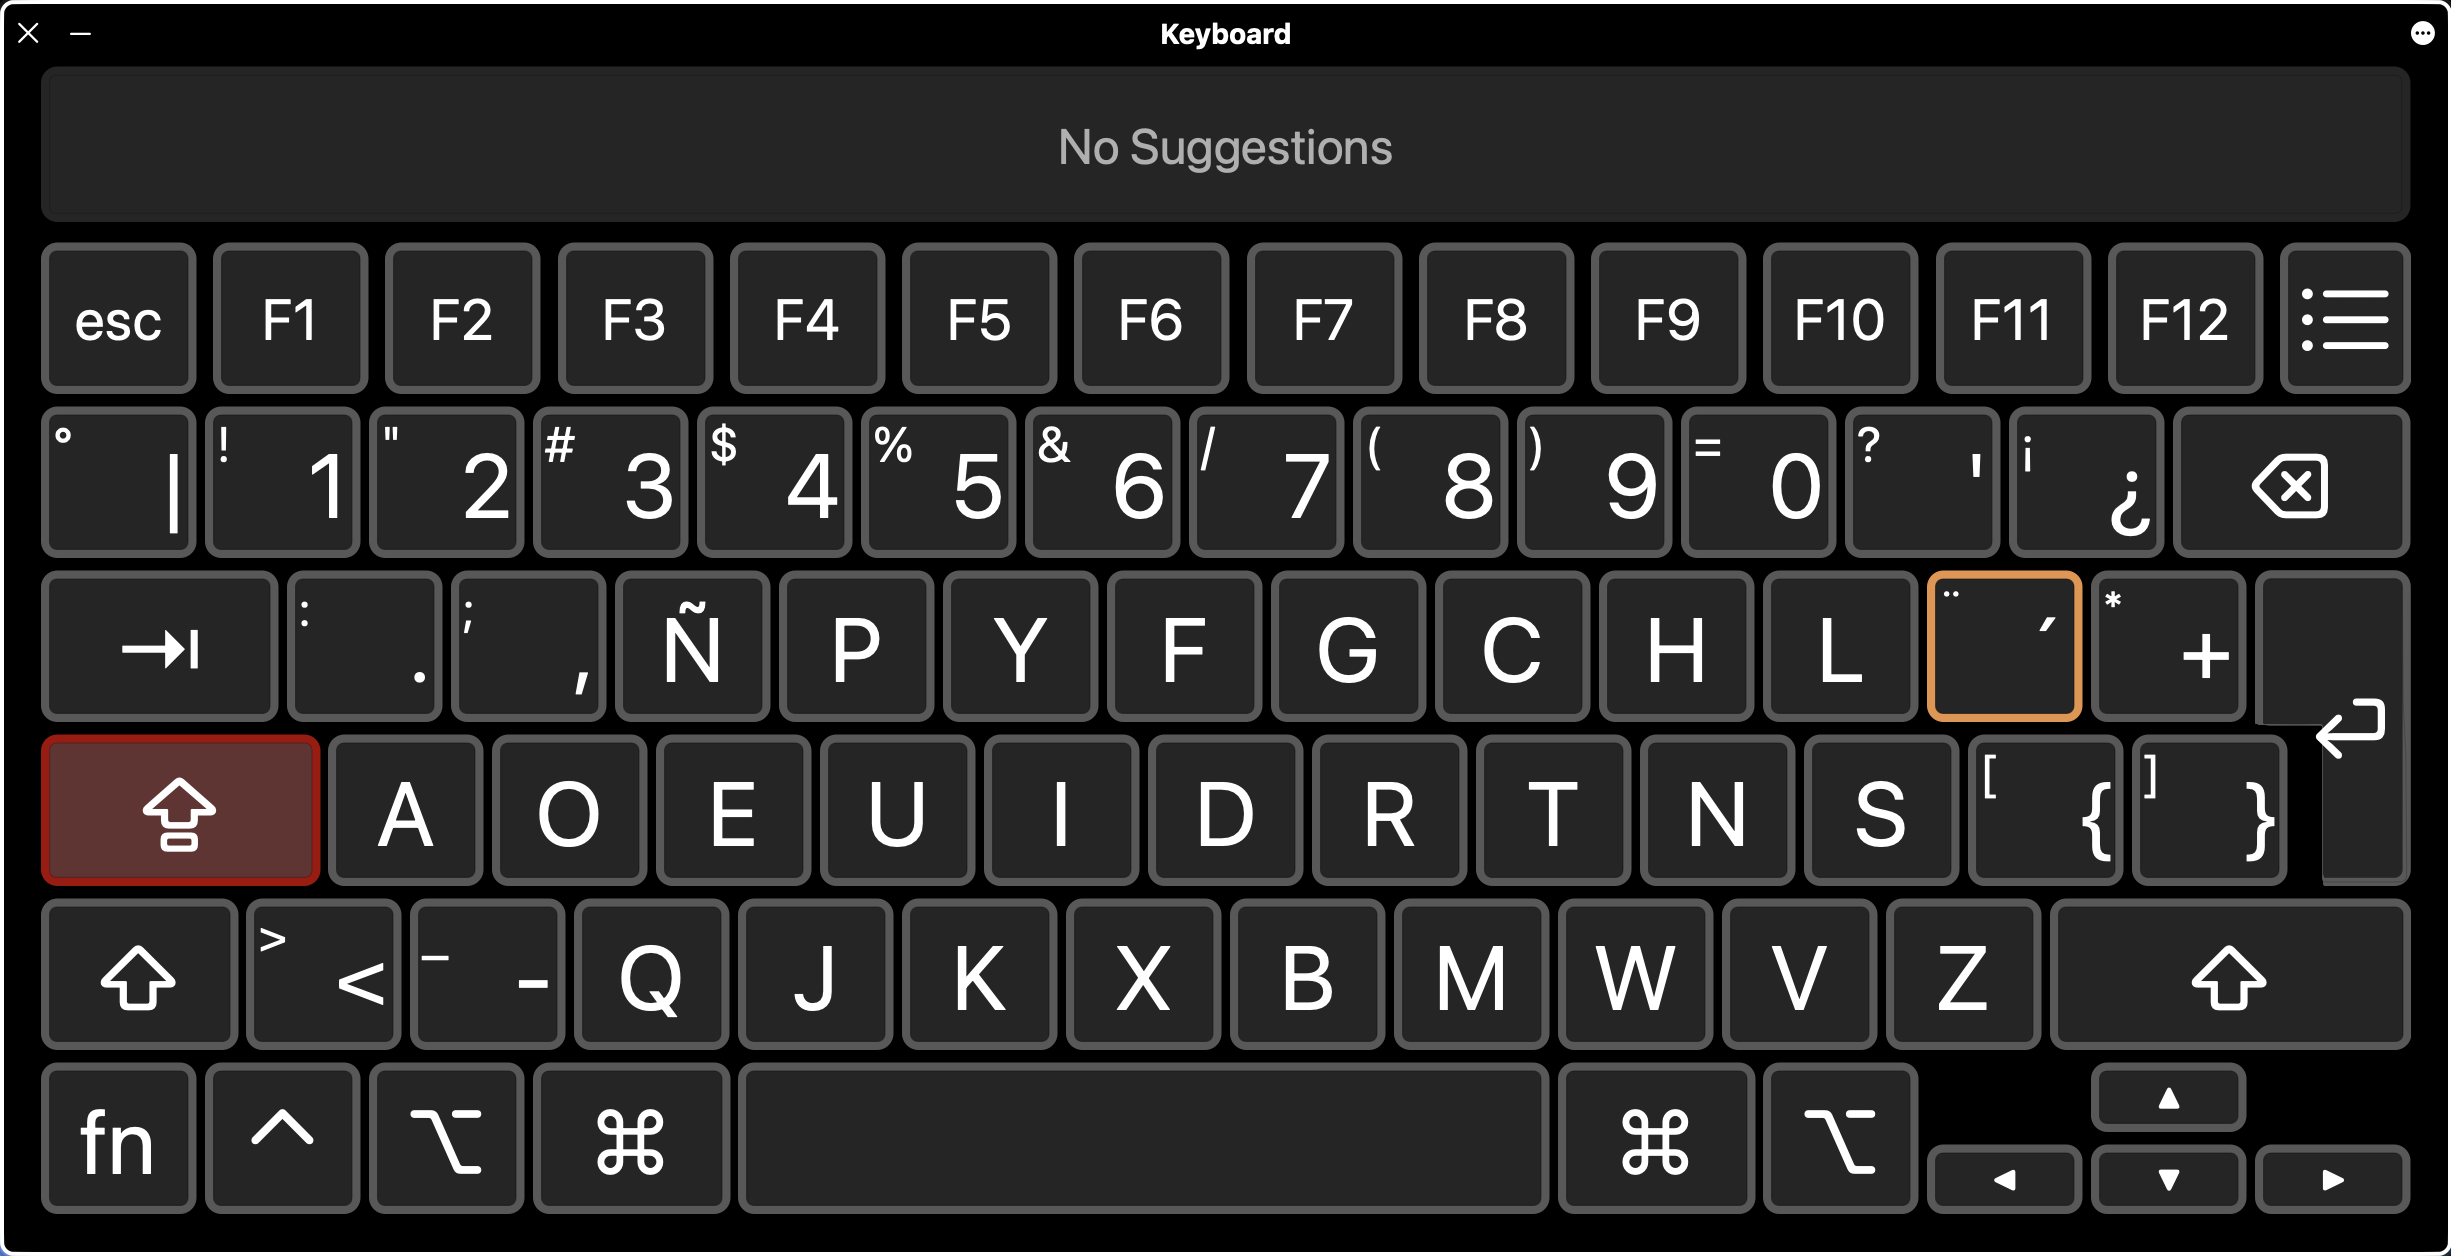 Keyboard
No Suggestions
esc F1 F2 F3 F4 F5 F6 F7 F8 F9 F10 F11 F12
° | ! 1 " 2 # 3 $ 4 % 5 & 6 / 7 ( 8 ) 9 = 0 ? ' ¡ ¿
: . ; , Ñ P Y F G C H L ¨ ´ * +
A O E U I D R T N S [ { ] }
> < _ - Q J K X B M W V Z
fn ⌃ ⌥ ⌘ ⌘ ⌥